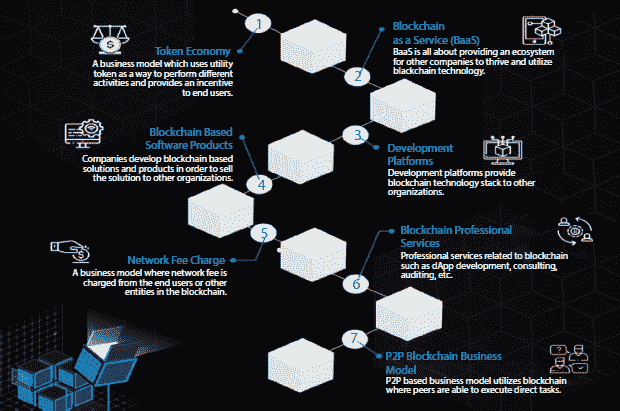 1
Token Economy
A business model which uses utility
token as a way to perform different
activities and provides an incentive
to end users.
Blockchain
as a Service (BaaS)
BaaS is all about providing an ecosystem
for other companies to thrive and utilize
blackchain technology.
2
Blockchain Based
Software Products
Companies develop blockchain based
solutions and products in order to sell
the solution to other organizations.
3
Development
Platforms
Development platforms provide
blockchain technology stack to other
organizations.
4
5
Network Fee Charge
A business model where network fee is
charged from the end users or other
entities in the blockchain.
Blockchain Professional
Services
Professional services related to blockchain
such as dApp development, consulting,
auditing, etc.
6
7
P2P Blockchain Business
Model
P2P based business model utilizes blockchain
where peers are able to execute direct tasks.